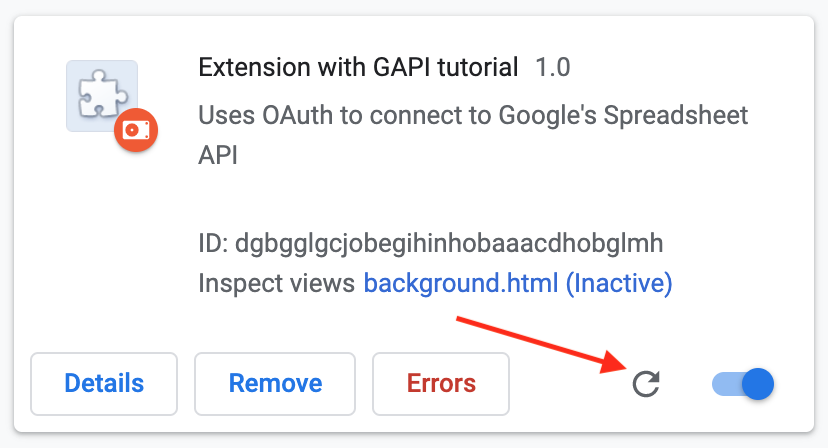 Extension with GAPI tutorial 1.0
Uses OAuth to connect to Google's Spreadsheet
API
ID: dgbgglgcjobegihinhobaaacdhobglmh
Inspect views background.html (Inactive)
Details Remove Errors